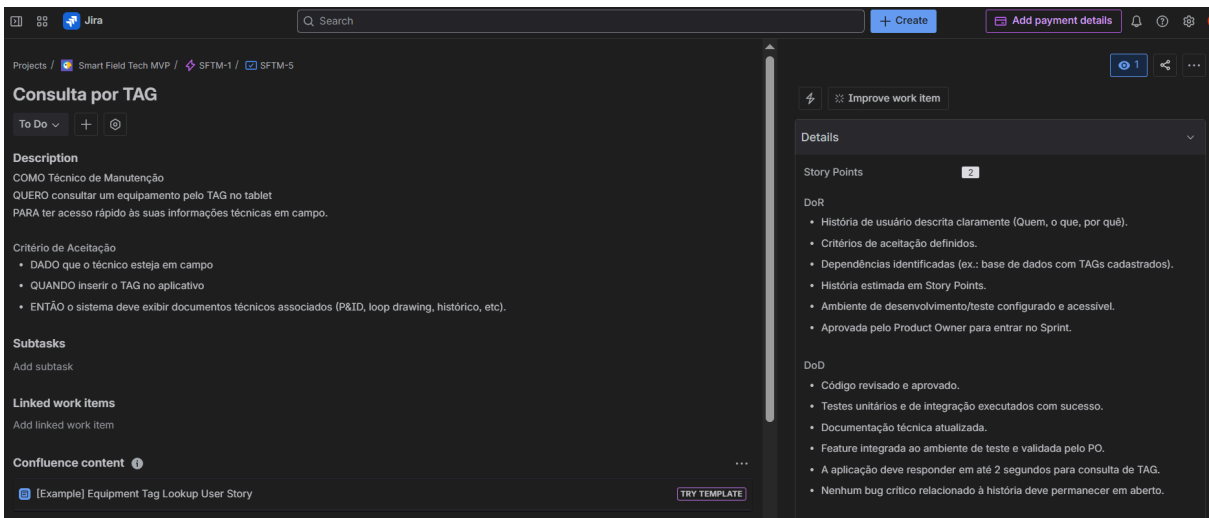 Jira
Search
+ Create
Add payment details
Projects / Smart Field Tech MVP / SFTM-1 / SFTM-5
1
Consulta por TAG
Improve work item
To Do
Details
Description
COMO Técnico de Manutenção
QUERO consultar um equipamento pelo TAG no tablet
PARA ter acesso rápido às suas informações técnicas em campo.
Critério de Aceitação
• DADO que o técnico esteja em campo
• QUANDO inserir o TAG no aplicativo
• ENTÃO o sistema deve exibir documentos técnicos associados (P&ID, loop drawing, histórico, etc).
Subtasks
Add subtask
Linked work items
Add linked work item
Confluence content
[Example] Equipment Tag Lookup User Story
TRY TEMPLATE
Story Points 2
DoR
• História de usuário descrita claramente (Quem, o que, por quê).
• Critérios de aceitação definidos.
• Dependências identificadas (ex.: base de dados com TAGs cadastrados).
• História estimada em Story Points.
• Ambiente de desenvolvimento/teste configurado e acessível.
• Aprovada pelo Product Owner para entrar no Sprint.
DoD
• Código revisado e aprovado.
• Testes unitários e de integração executados com sucesso.
• Documentação técnica atualizada.
• Feature integrada ao ambiente de teste e validada pelo PO.
• A aplicação deve responder em até 2 segundos para consulta de TAG.
• Nenhum bug crítico relacionado à história deve permanecer em aberto.